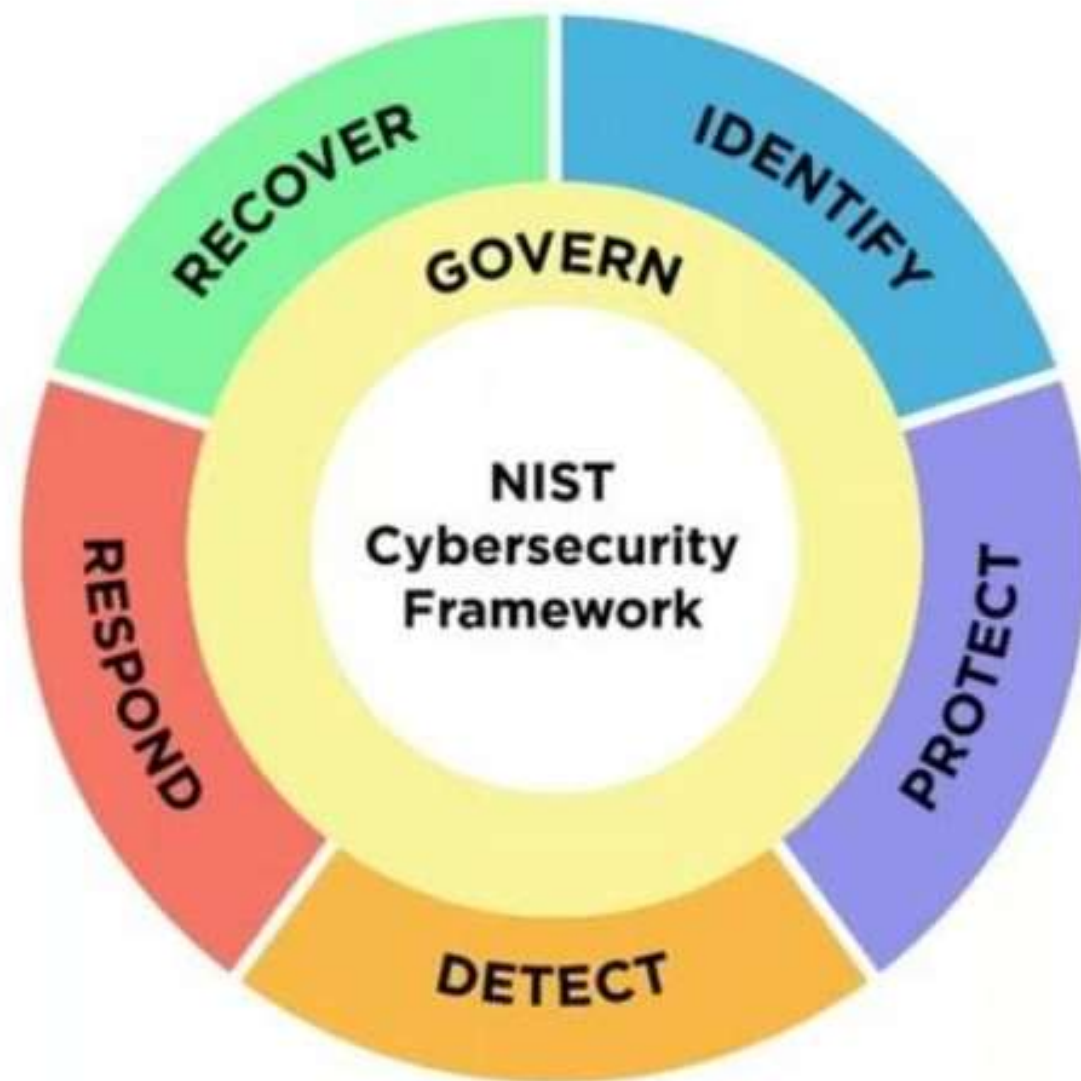 RECOVER
IDENTIFY
GOVERN
NIST
Cybersecurity
Framework
RESPOND
PROTECT
DETECT